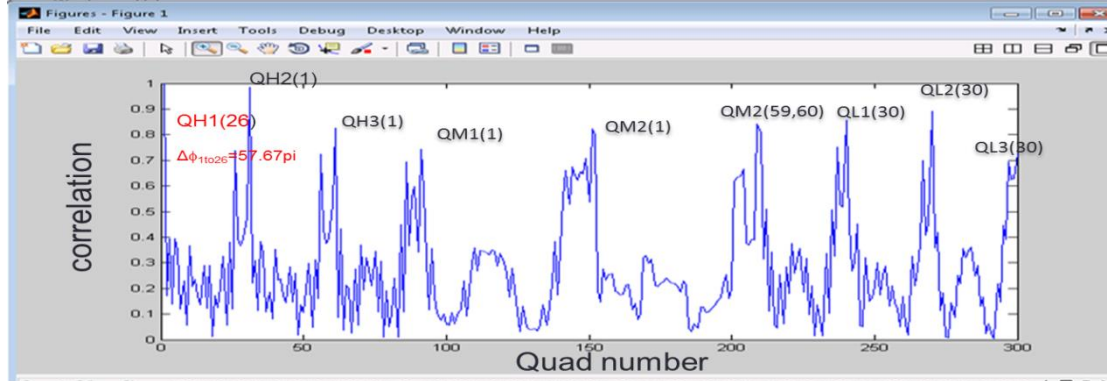 Figures - Figure 1
File Edit View Insert Tools Debug Desktop Window Help
QH2(1)
QL2(30)
QH1(26)
QH3(1)
QM1(1)
QM2(1)
QM2(59,60)
QL1(30)
QL3(30)
Δϕ1to26=57.67pi
correlation
1
0.9
0.8
0.7
0.6
0.5
0.4
0.3
0.2
0.1
0
0 50 100 150 200 250 300
Quad number